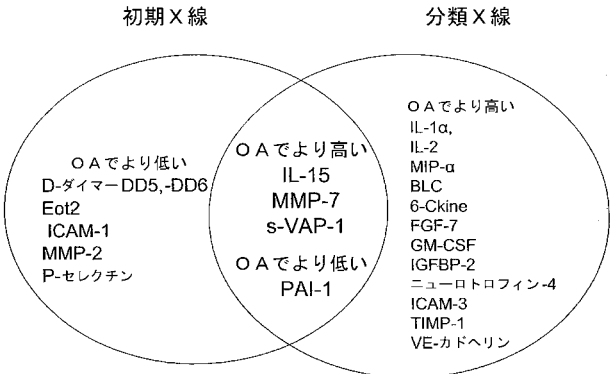 初期X線
分類X線
OAでより低い
D-ダイマーDD5,-DD6
Eot2
ICAM-1
MMP-2
P-セレクチン
OAでより高い
IL-15
MMP-7
s-VAP-1
OAでより低い
PAI-1
OAでより高い
IL-1α,
IL-2
MIP-α
BLC
6-Ckine
FGF-7
GM-CSF
IGFBP-2
ニューロトロフィン-4
ICAM-3
TIMP-1
VE-カドヘリン